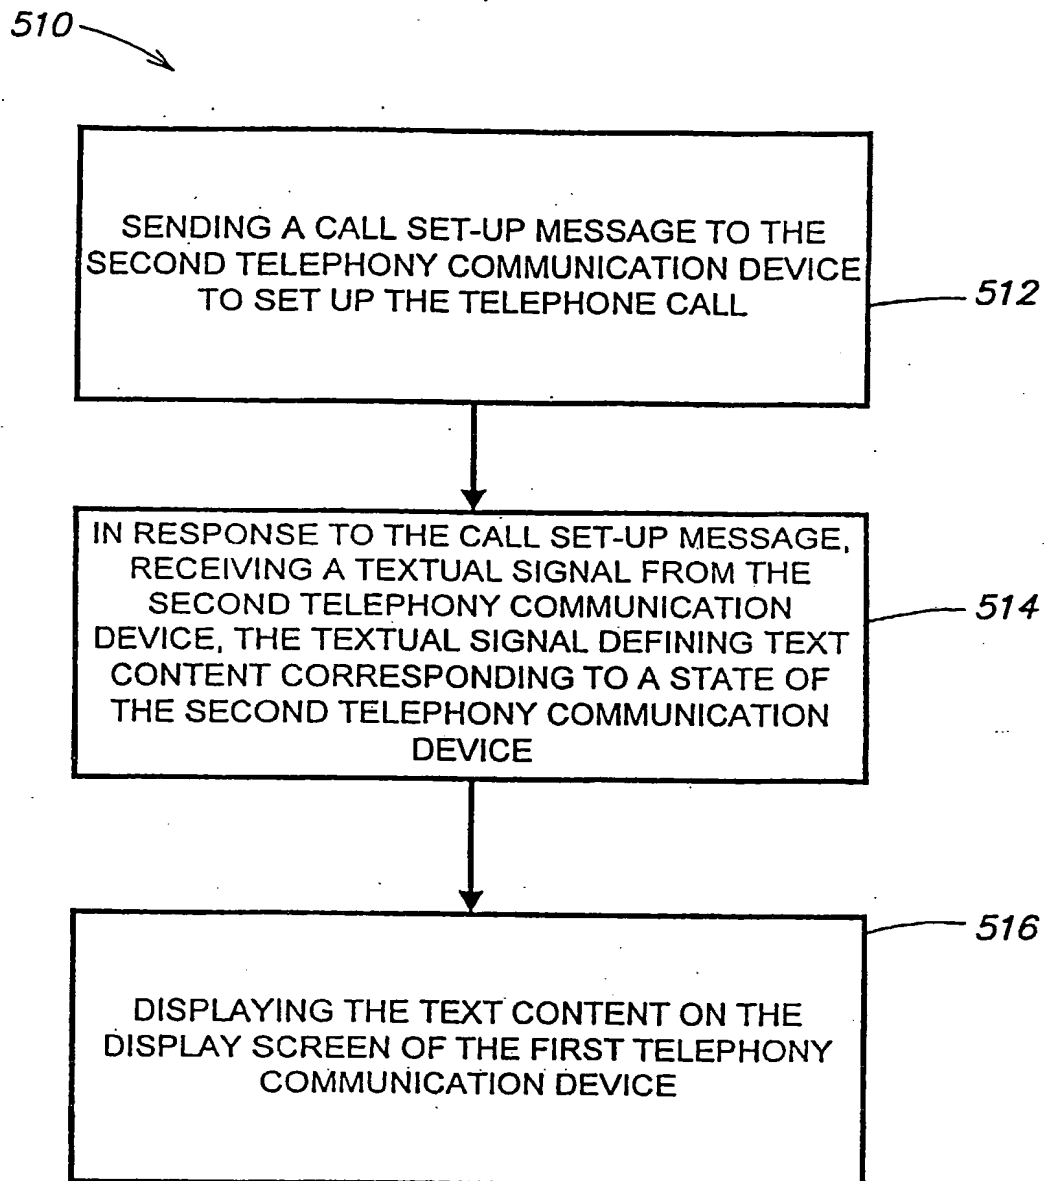 510
SENDING A CALL SET-UP MESSAGE TO THE
SECOND TELEPHONY COMMUNICATION DEVICE
TO SET UP THE TELEPHONE CALL
512
IN RESPONSE TO THE CALL SET-UP MESSAGE,
RECEIVING A TEXTUAL SIGNAL FROM THE
SECOND TELEPHONY COMMUNICATION
DEVICE, THE TEXTUAL SIGNAL DEFINING TEXT
CONTENT CORRESPONDING TO A STATE OF
THE SECOND TELEPHONY COMMUNICATION
DEVICE
514
516
DISPLAYING THE TEXT CONTENT ON THE
DISPLAY SCREEN OF THE FIRST TELEPHONY
COMMUNICATION DEVICE